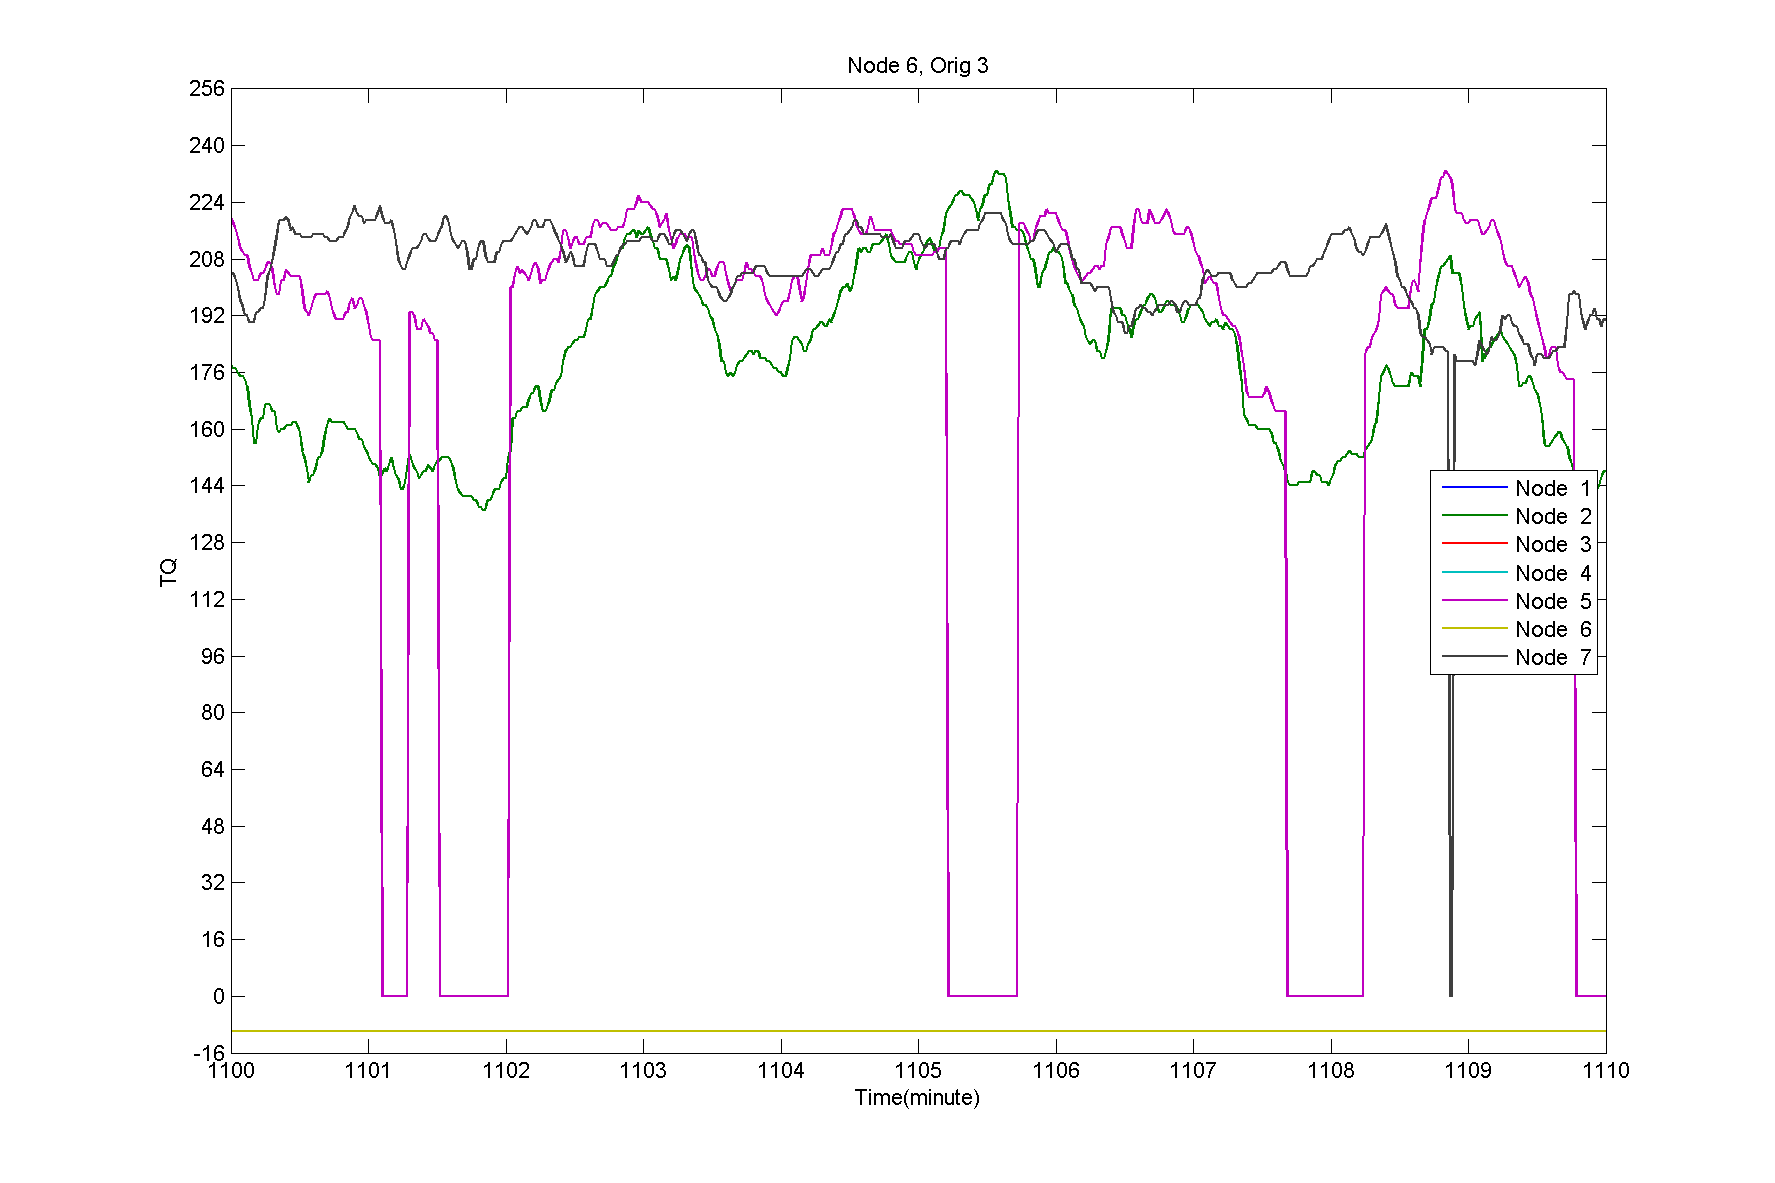 Node 6, Orig 3
256
240
224
208
192
176
160
144
128
112
96
80
64
48
32
16
0
-16
TQ
Node 1
Node 2
Node 3
Node 4
Node 5
Node 6
Node 7
1100 1101 1102 1103 1104 1105 1106 1107 1108 1109 1110
Time(minute)